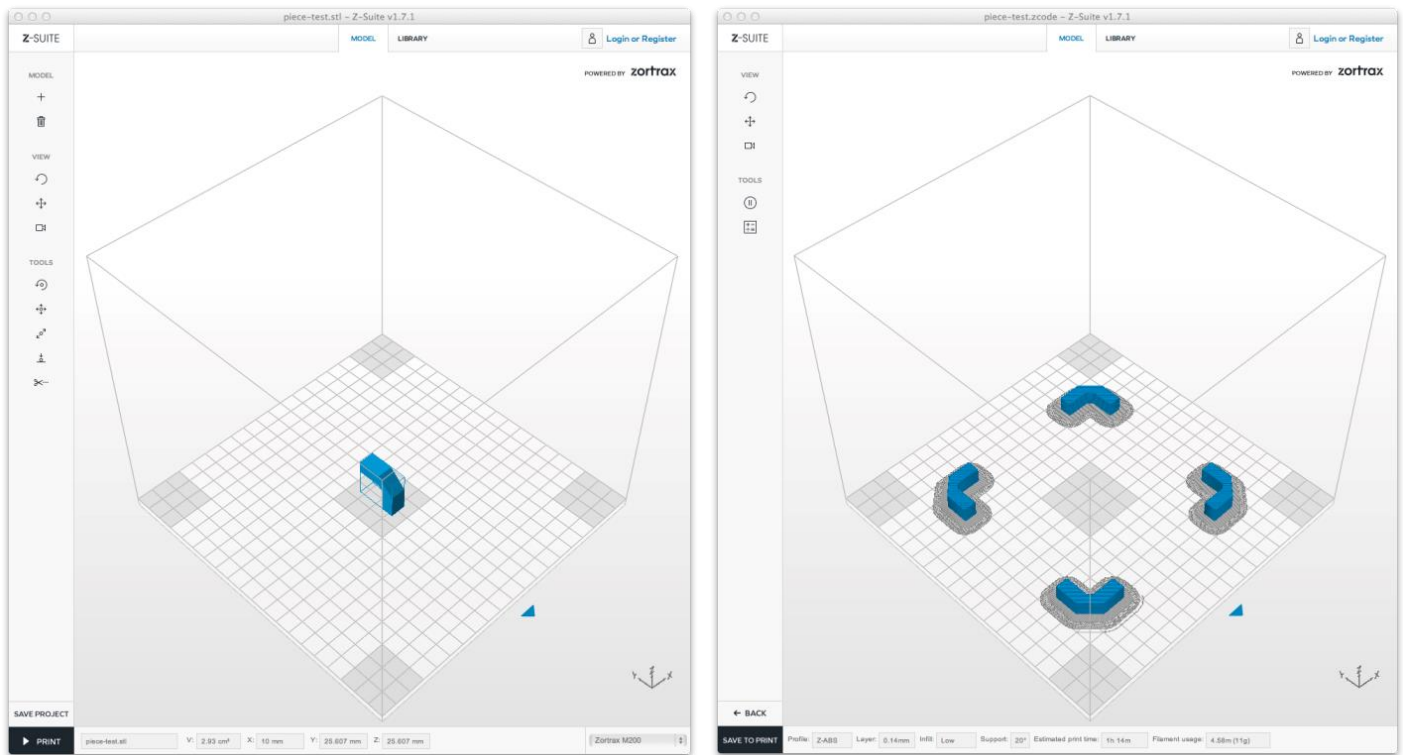 piece-test.stl – Z-Suite v1.7.1
Z-SUITE
MODEL
LIBRARY
Login or Register
MODEL
POWERED BY zortrax
VIEW
TOOLS
Y Z X
SAVE PROJECT
PRINT
piece-test.stl
V: 2.93 cm³
X: 10 mm
Y: 25.607 mm
Z: 25.607 mm
Zortrax M200
piece-test.zcode – Z-Suite v1.7.1
Z-SUITE
MODEL
LIBRARY
Login or Register
VIEW
POWERED BY zortrax
TOOLS
Y Z X
BACK
SAVE TO PRINT
Profile: Z-ABS
Layer: 0.14mm
Infill: Low
Support: 20°
Estimated print time: 1h 14m
Filament usage: 4.58m (11g)